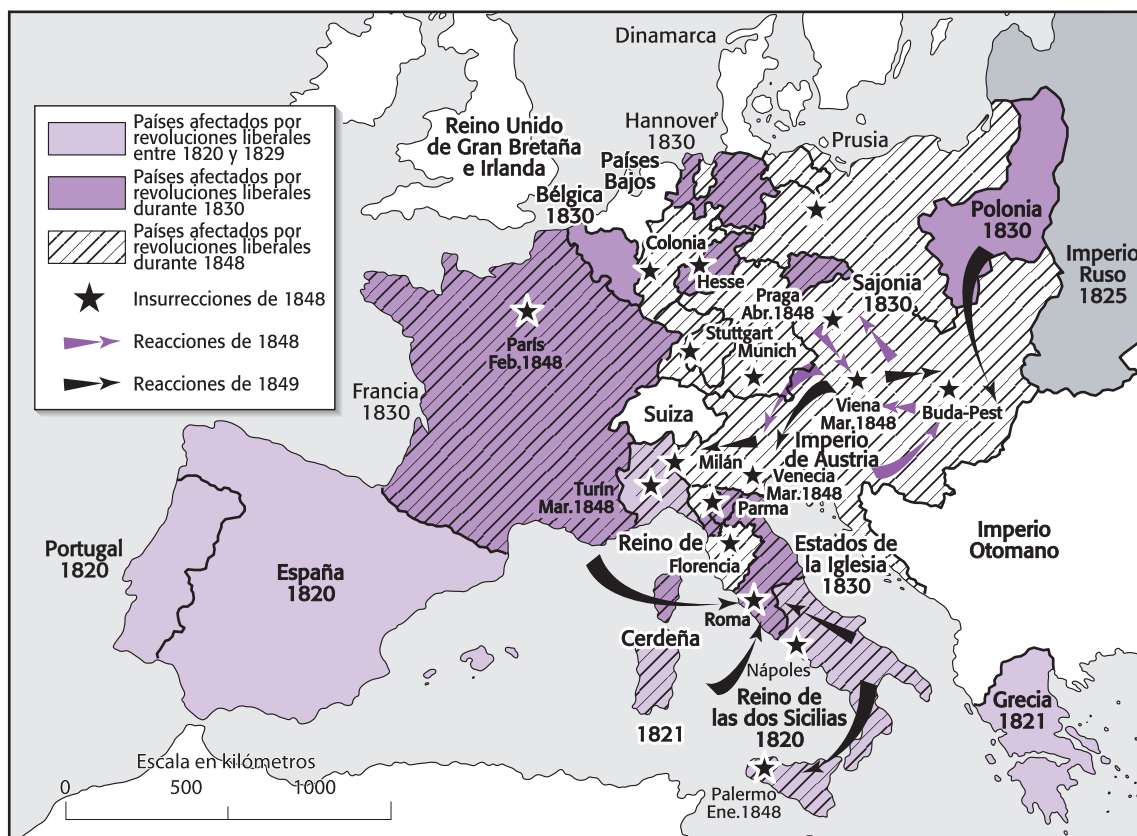 Países afectados por
revoluciones liberales
entre 1820 y 1829
Países afectados por
revoluciones liberales
durante 1830
Países afectados por
revoluciones liberales
durante 1848
Insurrecciones de 1848
Reacciones de 1848
Reacciones de 1849
Dinamarca
Reino Unido
de Gran Bretaña
e Irlanda
Hannover
1830
Prusia
Países
Bajos
Bélgica
1830
Colonia
Hesse
Polonia
1830
Imperio
Ruso
1825
Sajonia
1830
Praga
Abr.1848
Stuttgart
Munich
París
Feb.1848
Francia
1830
Suiza
Viena
Mar.1848
Buda-Pest
Imperio
de Austria
Milán
Venecia
Mar.1848
Turín
Mar.1848
Parma
Reino de
Florencia
Estados de
la Iglesia
1830
Imperio
Otomano
Portugal
1820
España
1820
Roma
Cerdeña
1821
Nápoles
Reino de
las dos Sicilias
1820
Grecia
1821
Palermo
Ene.1848
Escala en kilómetros
0 500 1000